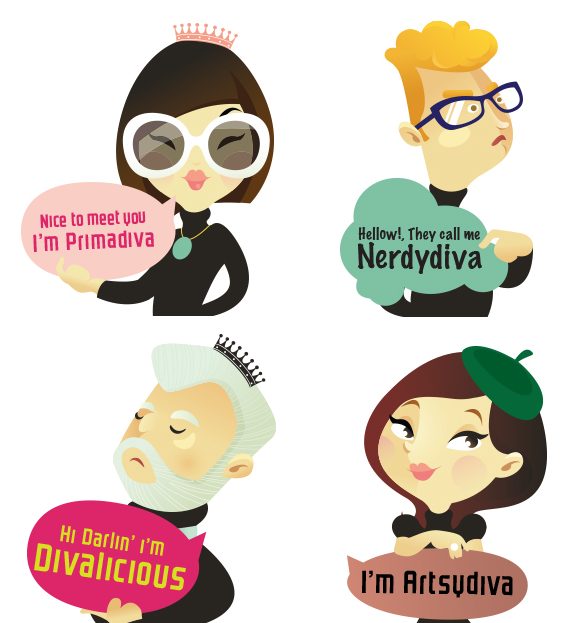 Nice to meet you
I'm Primadiva
Hellow!, They call me
Nerdydiva
Hi Darlin' i'm
Divalicious
I'm Artsydiva